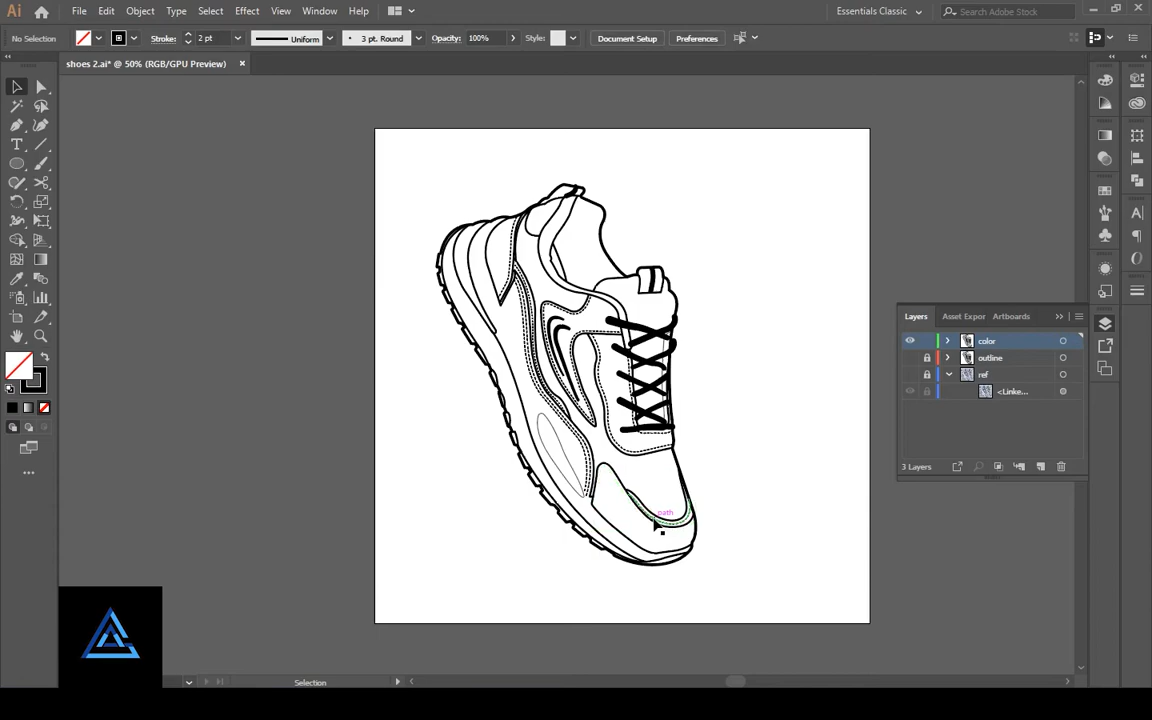 Ai File Edit Object Type Select Effect View Window Help Essentials Classic Search Adobe Stock
No Selection Stroke: 2 pt Uniform 3 pt. Round Opacity: 100% Style: Document Setup Preferences
shoes 2.ai* @ 50% (RGB/GPU Preview)
Layers Asset Expor Artboards
color
outline
ref
<Linke...
3 Layers
path
Selection